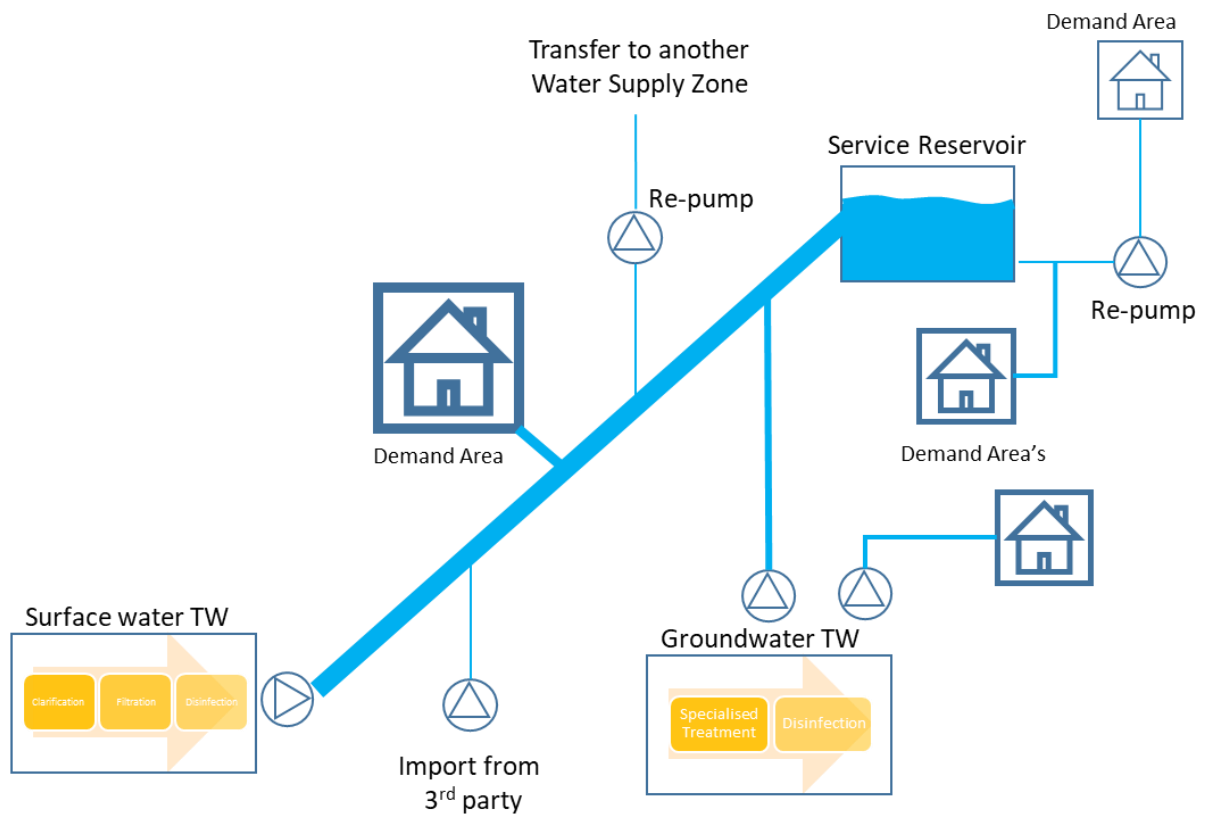 Demand Area
Transfer to another
Water Supply Zone
Service Reservoir
Re-pump
Re-pump
Demand Area
Demand Area's
Surface water TW
Clarification
Filtration
Disinfection
Groundwater TW
Specialised
Treatment
Disinfection
Import from
3rd party